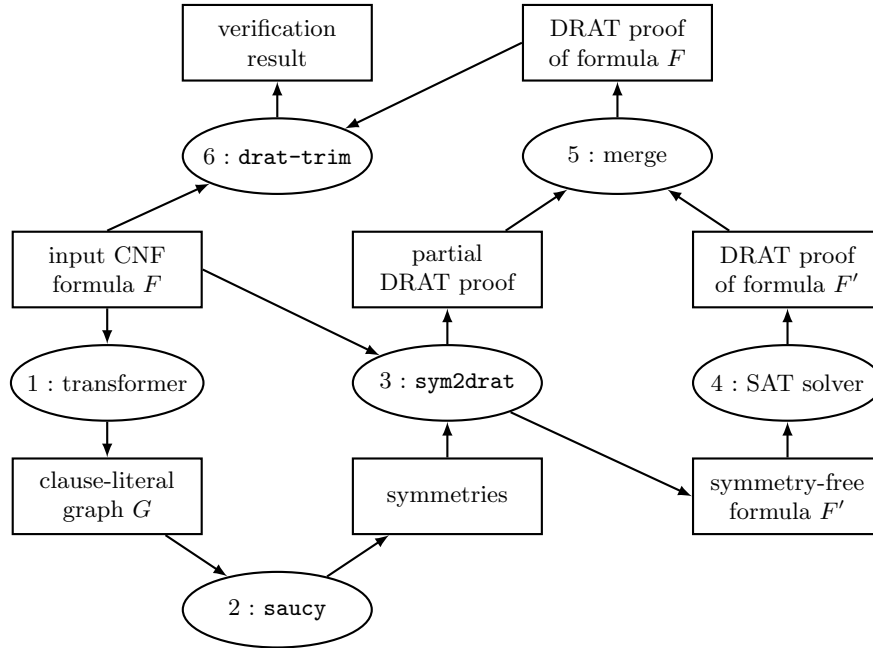 verification
result
DRAT proof
of formula F
6 : drat-trim
5 : merge
input CNF
formula F
partial
DRAT proof
DRAT proof
of formula F′
1 : transformer
3 : sym2drat
4 : SAT solver
clause-literal
graph G
symmetries
symmetry-free
formula F′
2 : saucy